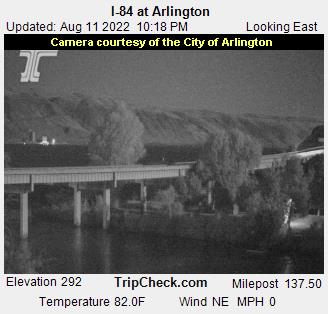 I-84 at Arlington
Updated: Aug 11 2022 10:18 PM Looking East
Camera courtesy of the City of Arlington
Elevation 292 TripCheck.com Milepost 137.50
Temperature 82.0F Wind NE MPH 0